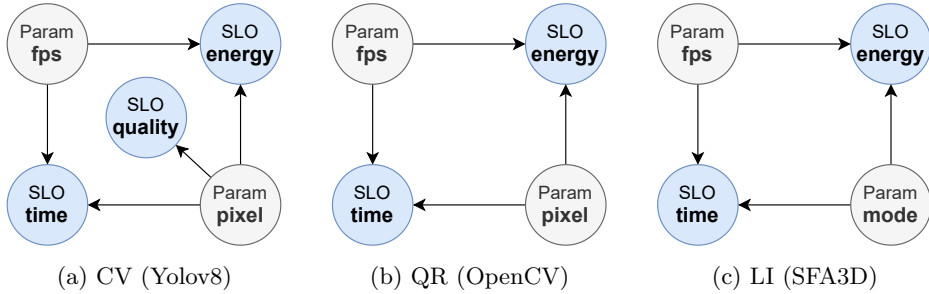 Param
fps
SLO
energy
SLO
quality
SLO
time
Param
pixel
(a) CV (Yolov8)
Param
fps
SLO
energy
SLO
time
Param
pixel
(b) QR (OpenCV)
Param
fps
SLO
energy
SLO
time
Param
mode
(c) LI (SFA3D)